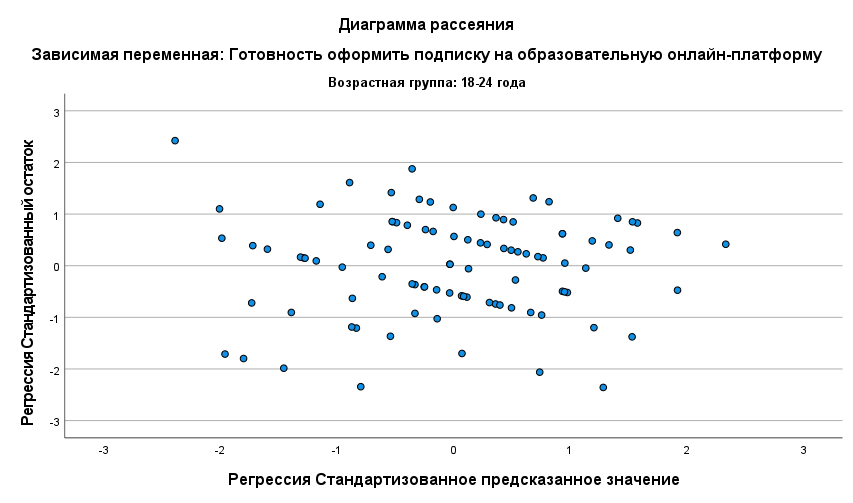 Диаграмма рассеяния
Зависимая переменная: Готовность оформить подписку на образовательную онлайн-платформу
Возрастная группа: 18-24 года
Регрессия Стандартизованный остаток
3
2
1
0
-1
-2
-3
-3
-2
-1
0
1
2
3
Регрессия Стандартизованное предсказанное значение